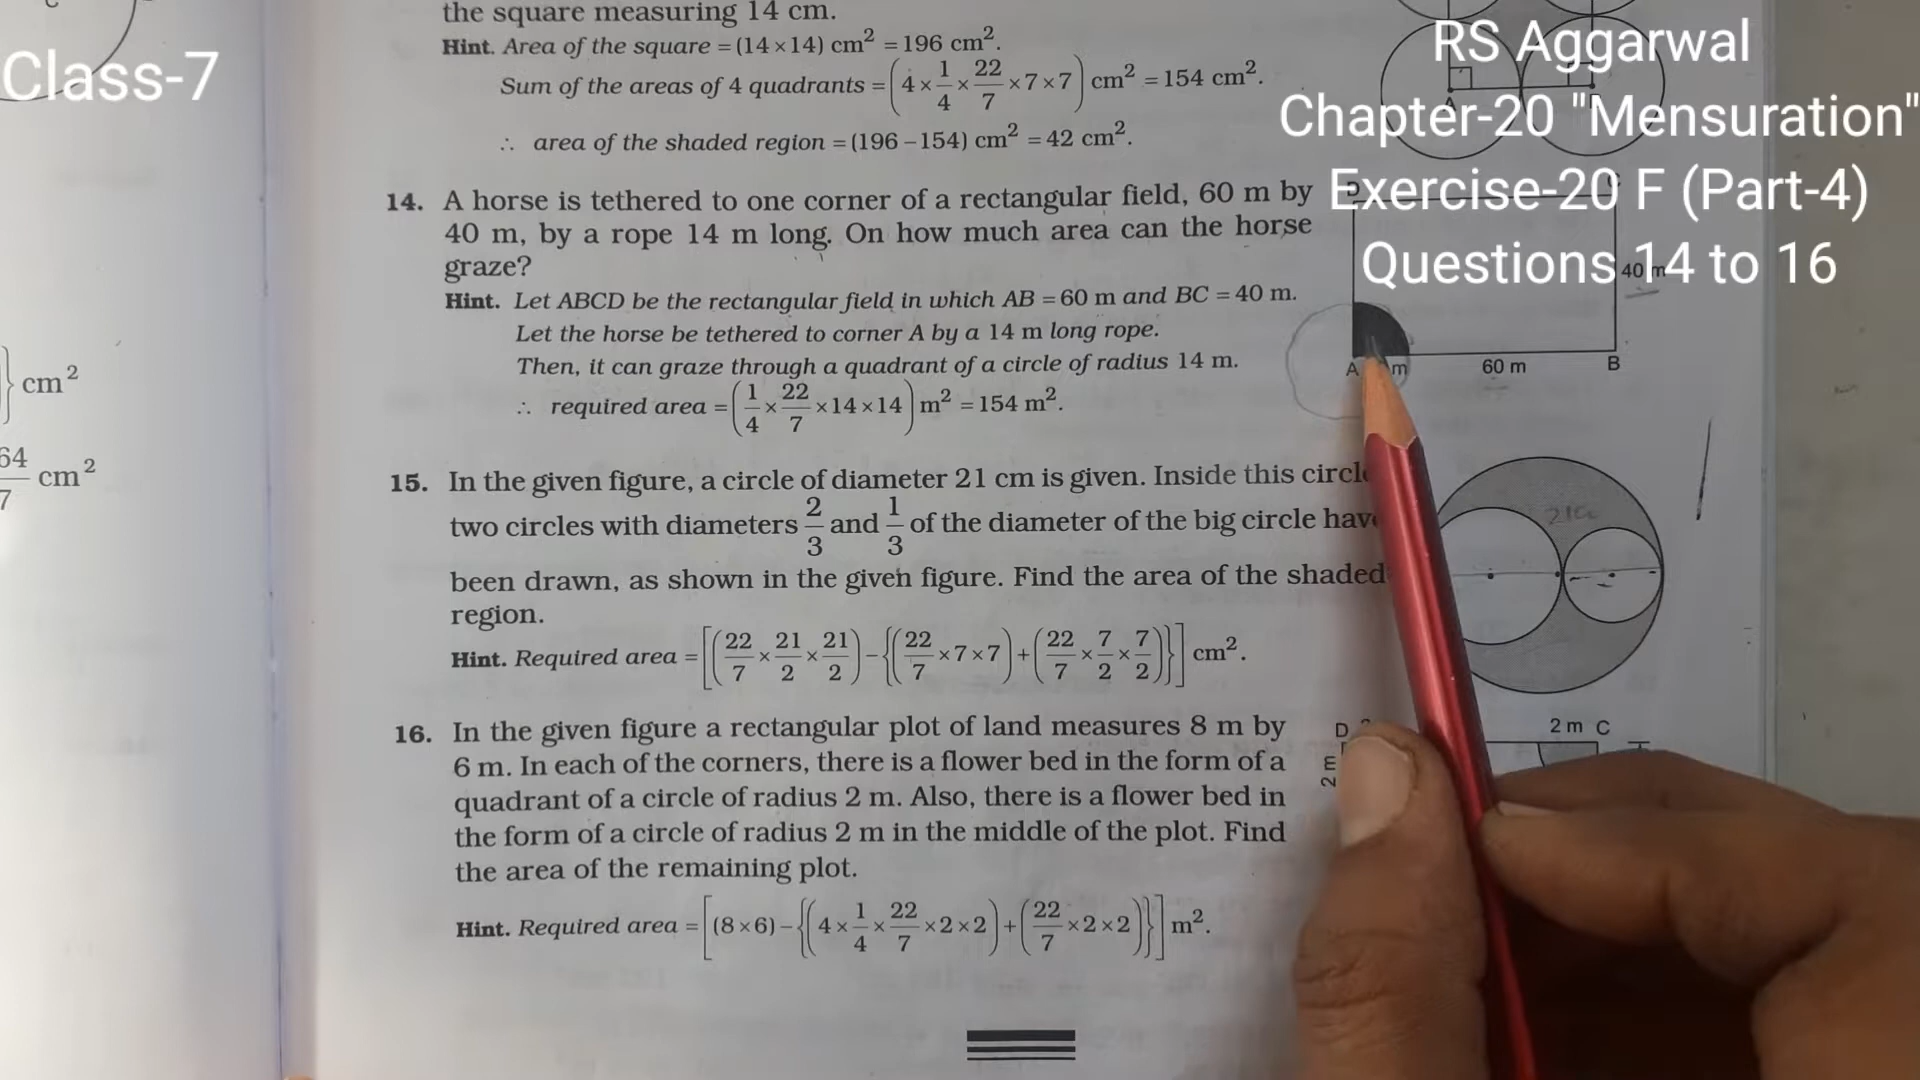 the square measuring 14 cm.
Hint. Area of the square = (14×14) cm² = 196 cm².
Sum of the areas of 4 quadrants = (4 × 1/4 × 22/7 × 7 × 7) cm² = 154 cm².
∴ area of the shaded region = (196 – 154) cm² = 42 cm².
Class-7
RS Aggarwal
Chapter-20 "Mensuration"
Exercise-20 F (Part-4)
Questions 14 to 16
14. A horse is tethered to one corner of a rectangular field, 60 m by
40 m, by a rope 14 m long. On how much area can the horse
graze?
Hint. Let ABCD be the rectangular field in which AB = 60 m and BC = 40 m.
Let the horse be tethered to corner A by a 14 m long rope.
Then, it can graze through a quadrant of a circle of radius 14 m.
∴ required area = (1/4 × 22/7 × 14 × 14) m² = 154 m².
40 m
A m 60 m B
} cm²
64/7 cm²
15. In the given figure, a circle of diameter 21 cm is given. Inside this circle
two circles with diameters 2/3 and 1/3 of the diameter of the big circle have
been drawn, as shown in the given figure. Find the area of the shaded
region.
Hint. Required area = [(22/7 × 21/2 × 21/2) – {(22/7 × 7 × 7) + (22/7 × 7/2 × 7/2)}] cm².
16. In the given figure a rectangular plot of land measures 8 m by
6 m. In each of the corners, there is a flower bed in the form of a
quadrant of a circle of radius 2 m. Also, there is a flower bed in
the form of a circle of radius 2 m in the middle of the plot. Find
the area of the remaining plot.
Hint. Required area = [(8 × 6) – {(4 × 1/4 × 22/7 × 2 × 2) + (22/7 × 2 × 2)}] m².
D 2 m C
2 m